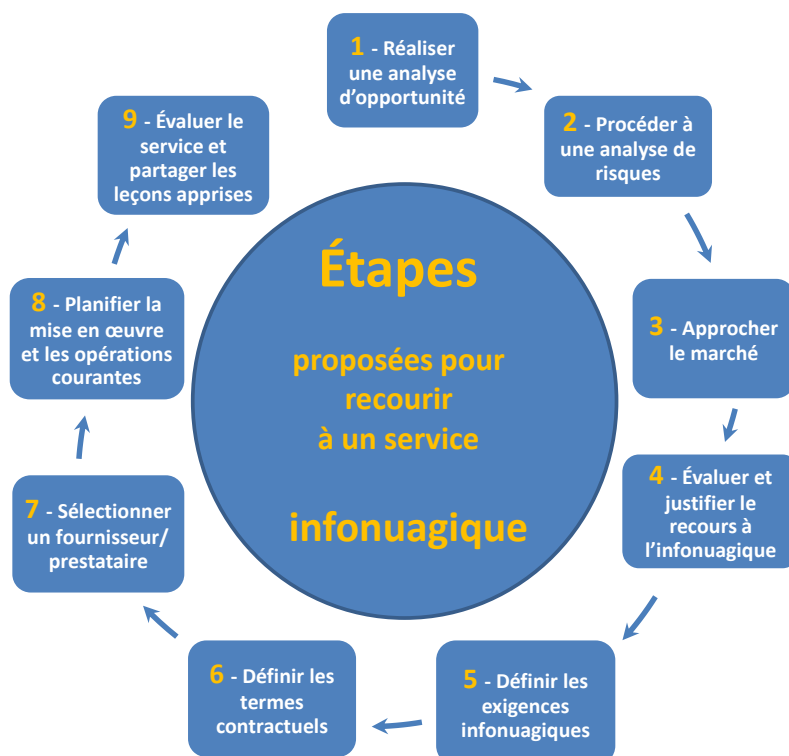 1 - Réaliser
une analyse
d’opportunité
2 - Procéder à
une analyse de
risques
3 - Approcher
le marché
4 - Évaluer et
justifier le
recours à
l’infonuagique
5 - Définir les
exigences
infonuagiques
6 - Définir les
termes
contractuels
7 - Sélectionner
un fournisseur/
prestataire
8 - Planifier la
mise en œuvre
et les opérations
courantes
9 - Évaluer le
service et
partager les
leçons apprises
Étapes
proposées pour
recourir
à un service
infonuagique